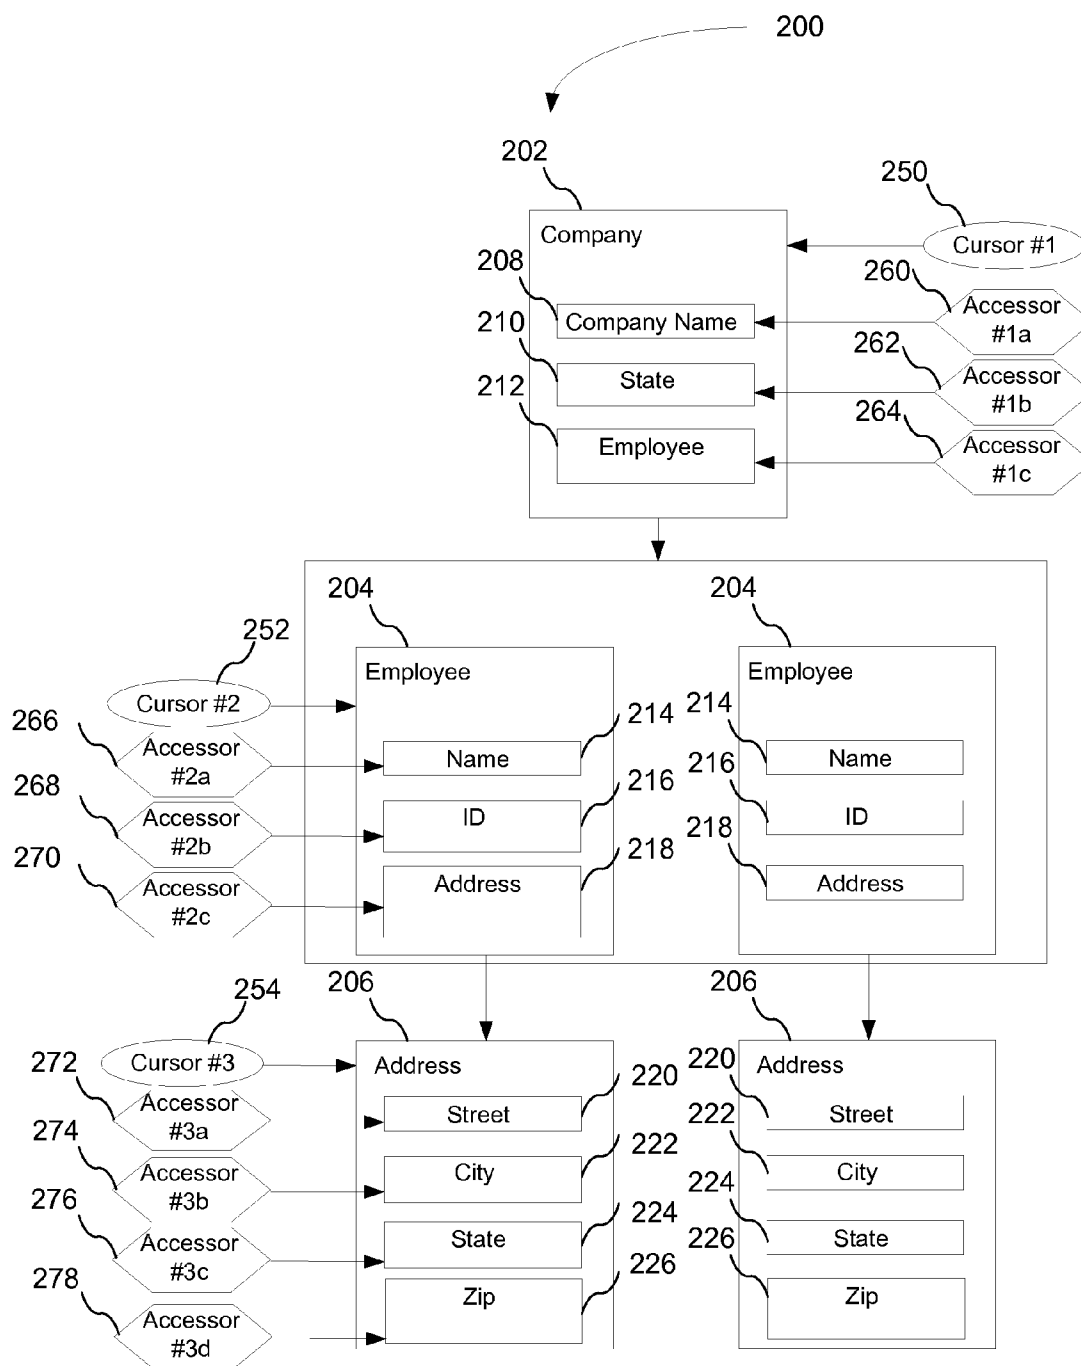 200
202
250
Company
Cursor #1
208
260
Company Name
Accessor
#1a
210
262
State
Accessor
#1b
212
264
Employee
Accessor
#1c
204
204
252
Employee
Employee
Cursor #2
266
214
214
Accessor
#2a
Name
Name
268
216
216
Accessor
#2b
ID
ID
270
218
218
Accessor
#2c
Address
Address
254
206
206
Cursor #3
Address
Address
272
220
220
Accessor
#3a
Street
Street
274
222
222
Accessor
#3b
City
City
276
224
224
Accessor
#3c
State
State
278
226
226
Accessor
#3d
Zip
Zip